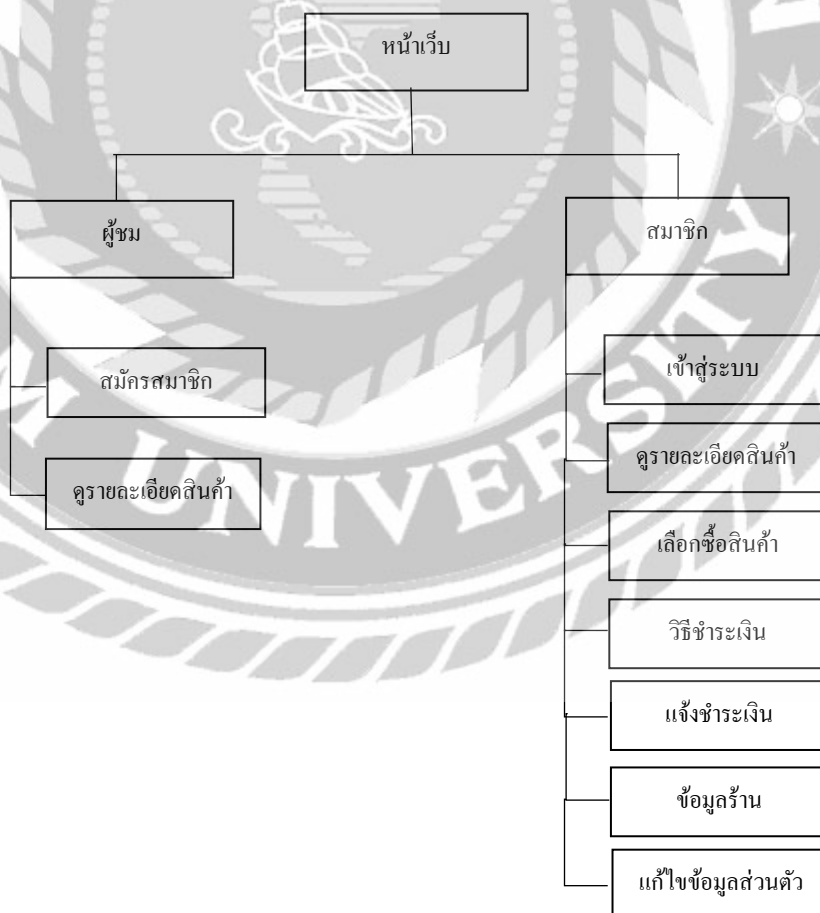 หน้าเว็บ
ผู้ชม
สมาชิก
สมัครสมาชิก
ดูรายละเอียดสินค้า
เข้าสู่ระบบ
ดูรายละเอียดสินค้า
เลือกซื้อสินค้า
วิธีชำระเงิน
แจ้งชำระเงิน
ข้อมูลร้าน
แก้ไขข้อมูลส่วนตัว
M UNIVERSITY